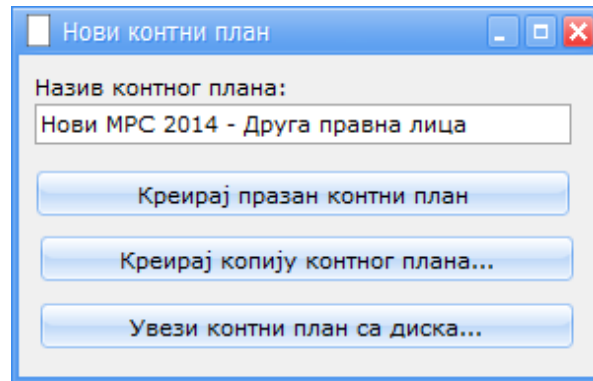 Нови контни план
Назив контног плана:
Нови МРС 2014 - Друга правна лица
Креирај празан контни план
Креирај копију контног плана...
Увези контни план са диска...